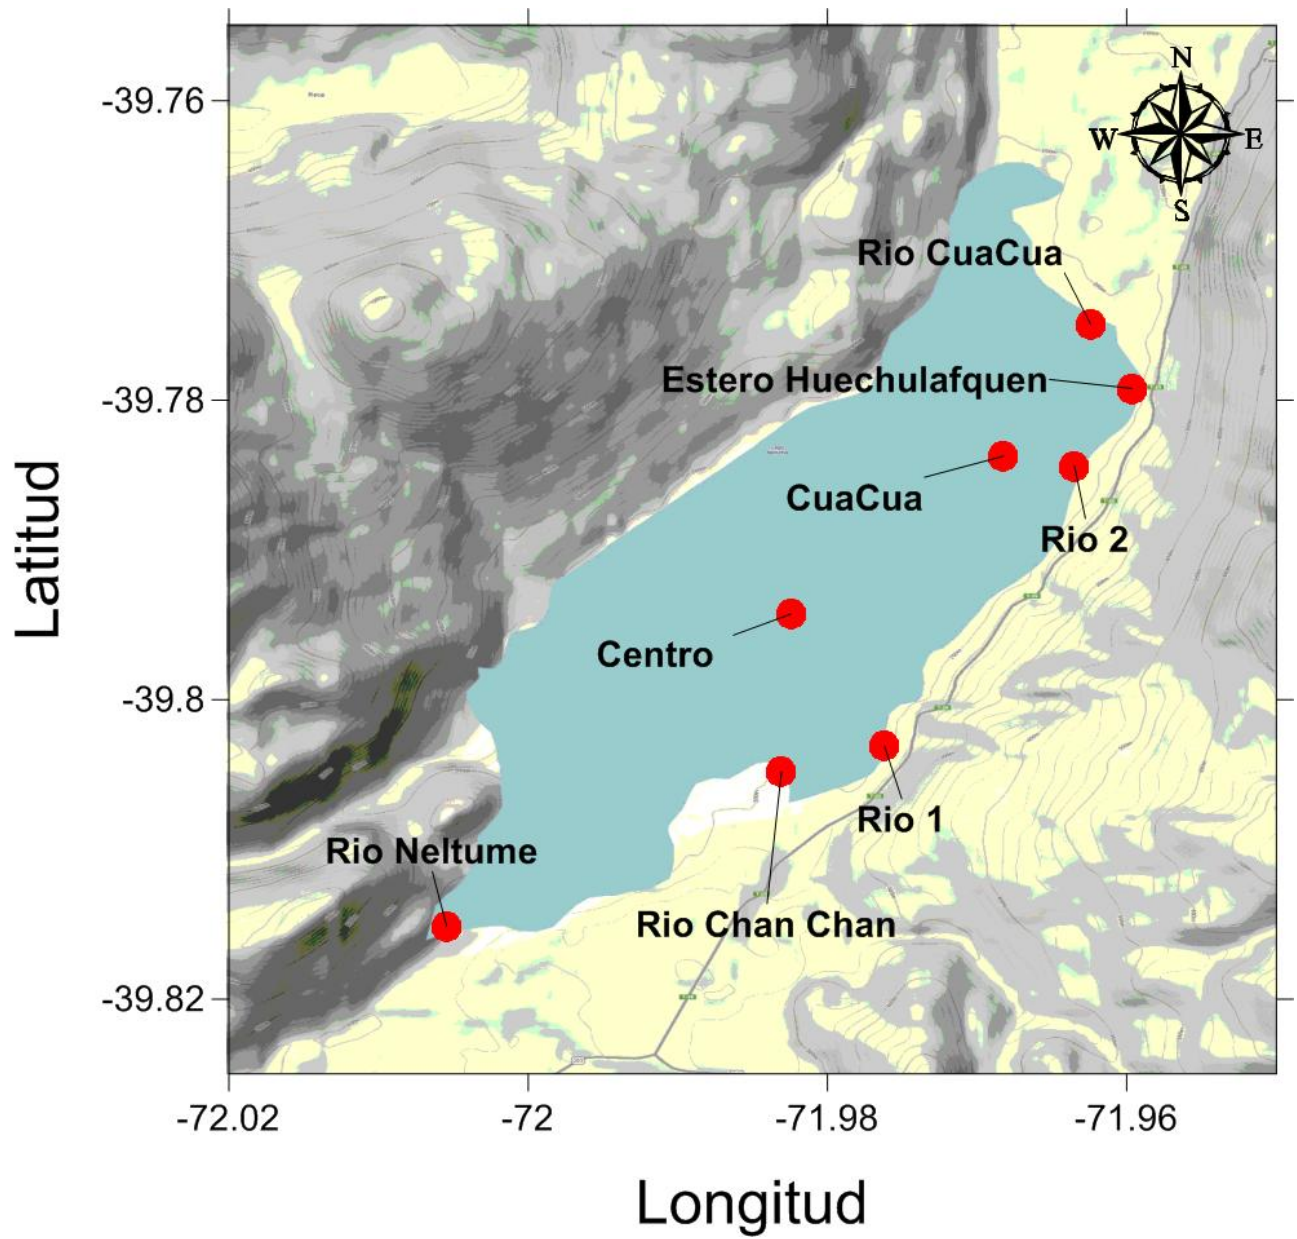 N
W E
S
-39.76
Rio CuaCua
Estero Huechulafquen
-39.78
CuaCua
Rio 2
Latitud
Centro
-39.8
Rio 1
Rio Neltume
Rio Chan Chan
-39.82
-72.02 -72 -71.98 -71.96
Longitud